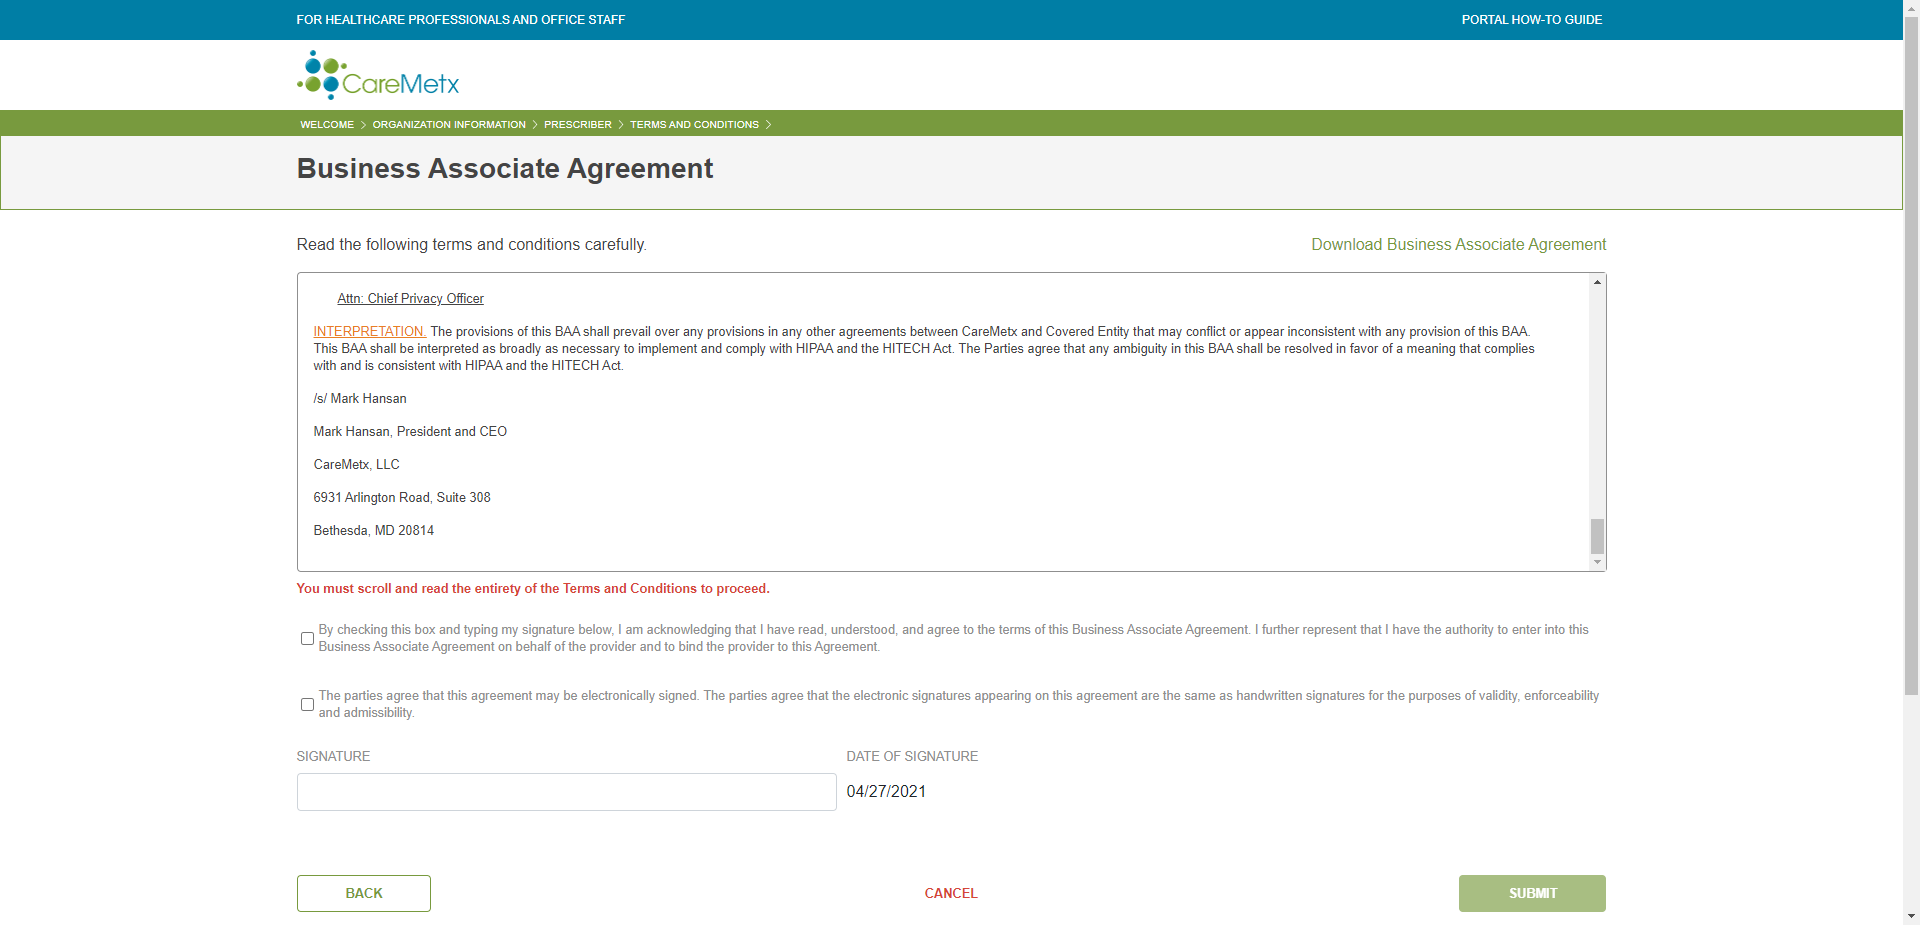 FOR HEALTHCARE PROFESSIONALS AND OFFICE STAFF
PORTAL HOW-TO GUIDE
CareMetx
WELCOME
ORGANIZATION INFORMATION
PRESCRIBER
TERMS AND CONDITIONS
Business Associate Agreement
Read the following terms and conditions carefully.
Download Business Associate Agreement
Attn: Chief Privacy Officer
INTERPRETATION. The provisions of this BAA shall prevail over any provisions in any other agreements between CareMetx and Covered Entity that may conflict or appear inconsistent with any provision of this BAA.
This BAA shall be interpreted as broadly as necessary to implement and comply with HIPAA and the HITECH Act. The Parties agree that any ambiguity in this BAA shall be resolved in favor of a meaning that complies
with and is consistent with HIPAA and the HITECH Act.
/s/ Mark Hansan
Mark Hansan, President and CEO
CareMetx, LLC
6931 Arlington Road, Suite 308
Bethesda, MD 20814
You must scroll and read the entirety of the Terms and Conditions to proceed.
By checking this box and typing my signature below, I am acknowledging that I have read, understood, and agree to the terms of this Business Associate Agreement. I further represent that I have the authority to enter into this
Business Associate Agreement on behalf of the provider and to bind the provider to this Agreement.
The parties agree that this agreement may be electronically signed. The parties agree that the electronic signatures appearing on this agreement are the same as handwritten signatures for the purposes of validity, enforceability
and admissibility.
SIGNATURE
DATE OF SIGNATURE
04/27/2021
BACK
CANCEL
SUBMIT